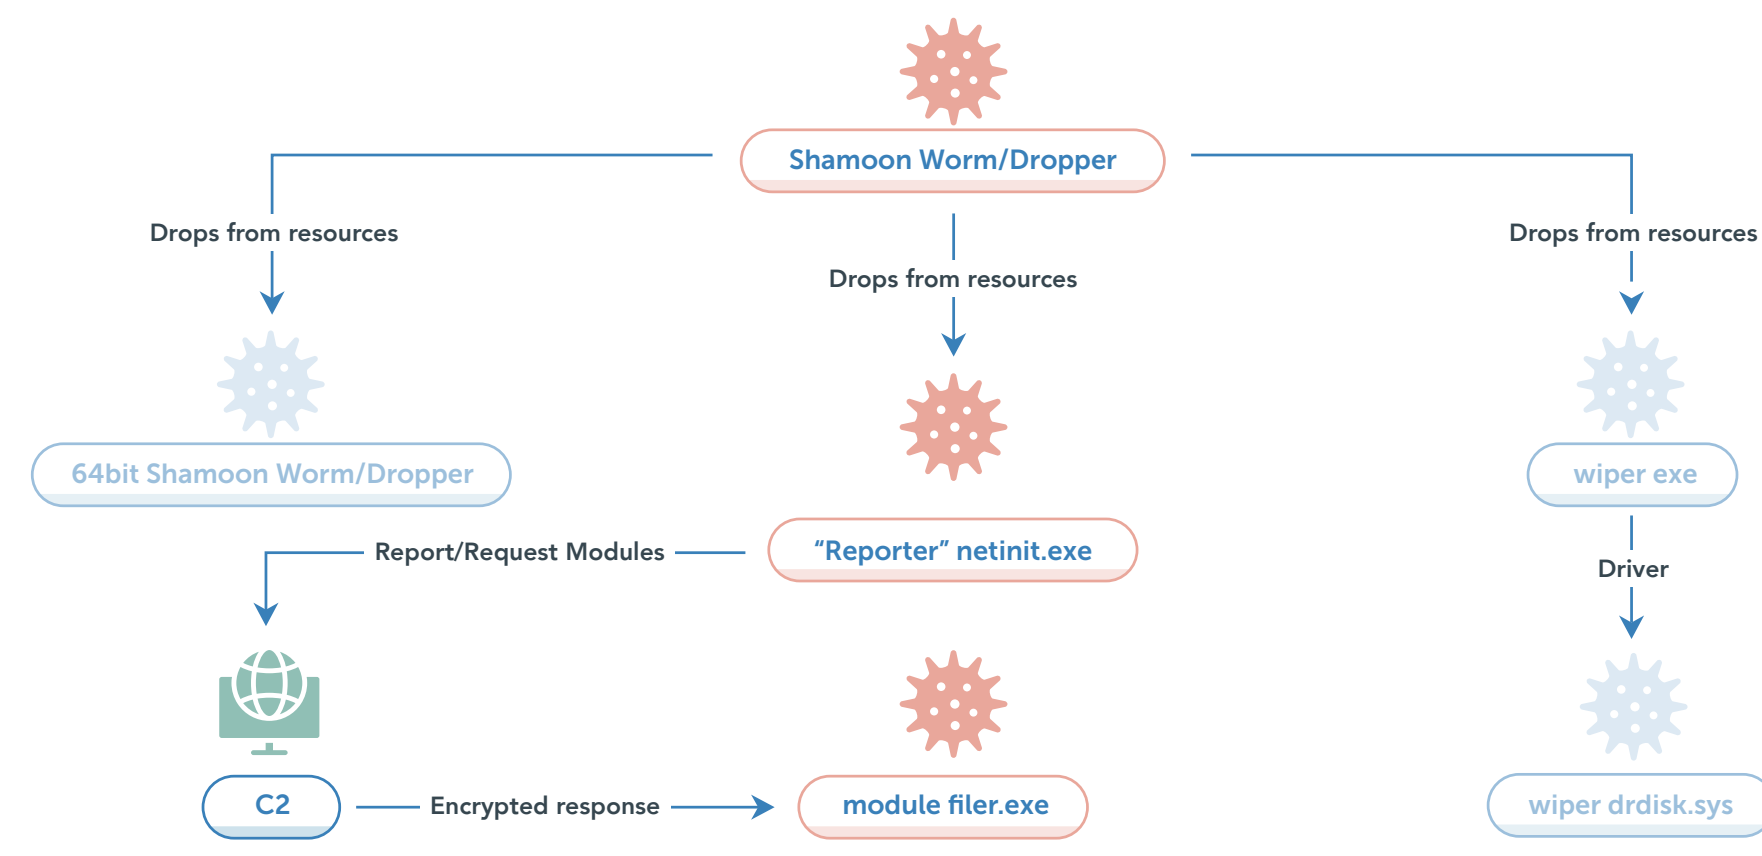 Shamoon Worm/Dropper
Drops from resources
Drops from resources
Drops from resources
64bit Shamoon Worm/Dropper
wiper exe
Report/Request Modules
“Reporter” netinit.exe
Driver
C2
Encrypted response
module filer.exe
wiper drdisk.sys